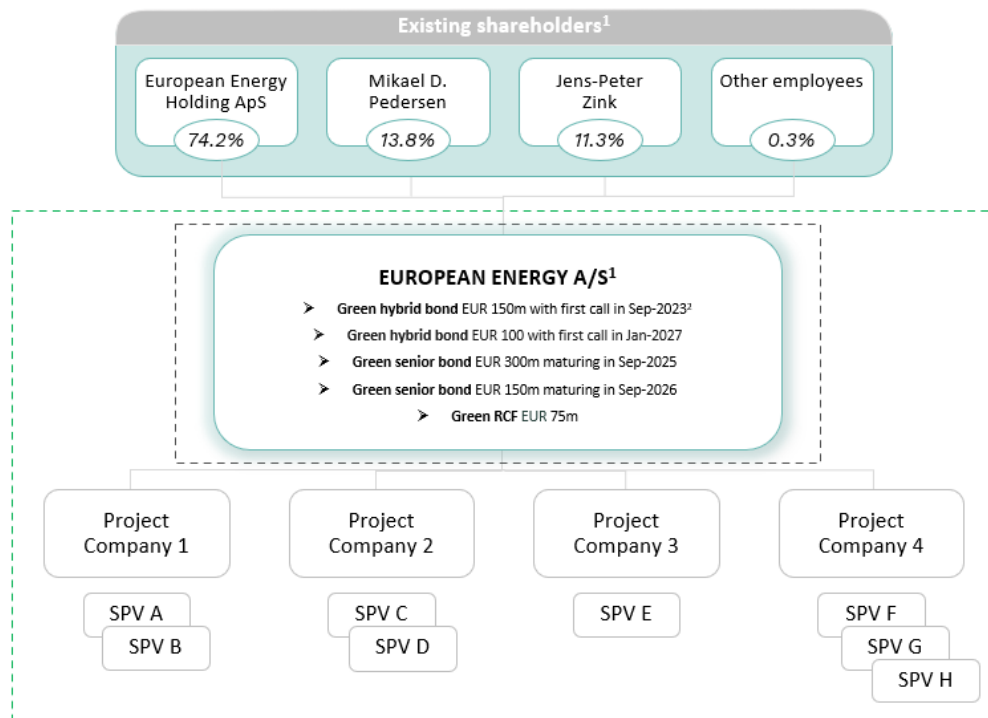 Existing shareholders¹
European Energy
Holding ApS
74.2%
Mikael D.
Pedersen
13.8%
Jens-Peter
Zink
11.3%
Other employees
0.3%
EUROPEAN ENERGY A/S¹
➤ Green hybrid bond EUR 150m with first call in Sep-2023²
➤ Green hybrid bond EUR 100 with first call in Jan-2027
➤ Green senior bond EUR 300m maturing in Sep-2025
➤ Green senior bond EUR 150m maturing in Sep-2026
➤ Green RCF EUR 75m
Project
Company 1
SPV A
SPV B
Project
Company 2
SPV C
SPV D
Project
Company 3
SPV E
Project
Company 4
SPV F
SPV G
SPV H